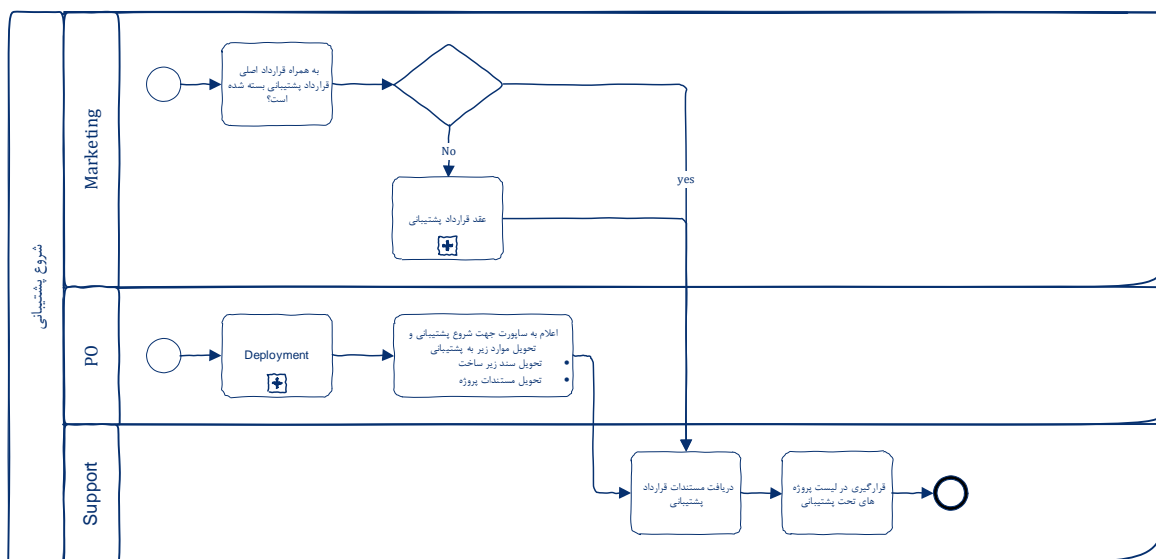 شروع پشتیبانی
Marketing
به همراه قرارداد اصلی
قرارداد پشتیبانی بسته شده
است؟
No
yes
عقد قرارداد پشتیبانی
PO
Deployment
اعلام به ساپورت جهت شروع پشتیبانی و
تحویل موارد زیر به پشتیبانی
• تحویل سند زیر ساخت
• تحویل مستندات پروژه
Support
دریافت مستندات قرارداد
پشتیبانی
قرارگیری در لیست پروژه
های تحت پشتیبانی